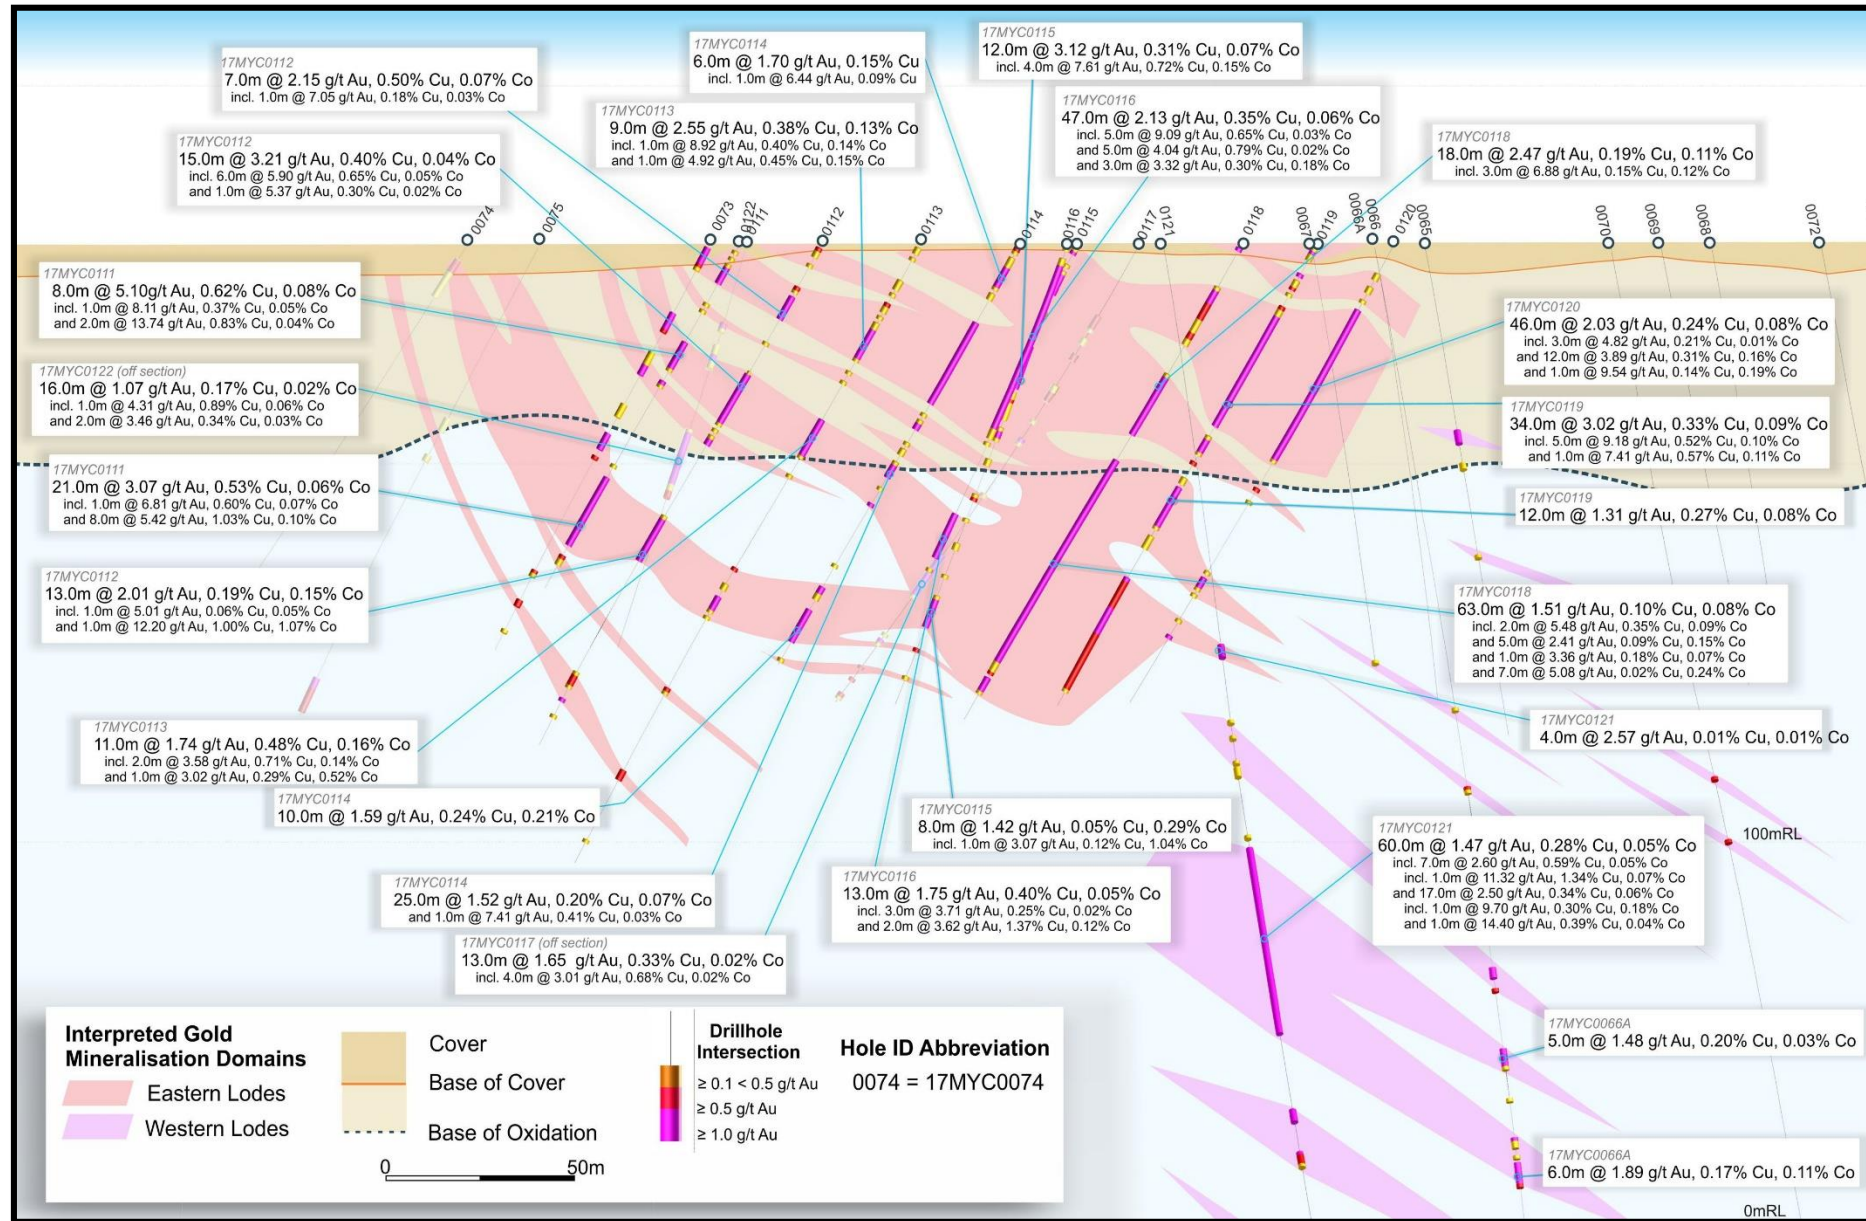 17MYC0112
7.0m @ 2.15 g/t Au, 0.50% Cu, 0.07% Co
incl. 1.0m @ 7.05 g/t Au, 0.18% Cu, 0.03% Co
17MYC0114
6.0m @ 1.70 g/t Au, 0.15% Cu
incl. 1.0m @ 6.44 g/t Au, 0.09% Cu
17MYC0115
12.0m @ 3.12 g/t Au, 0.31% Cu, 0.07% Co
incl. 4.0m @ 7.61 g/t Au, 0.72% Cu, 0.15% Co
17MYC0112
15.0m @ 3.21 g/t Au, 0.40% Cu, 0.04% Co
incl. 6.0m @ 5.90 g/t Au, 0.65% Cu, 0.05% Co
and 1.0m @ 5.37 g/t Au, 0.30% Cu, 0.02% Co
17MYC0113
9.0m @ 2.55 g/t Au, 0.38% Cu, 0.13% Co
incl. 1.0m @ 8.92 g/t Au, 0.40% Cu, 0.14% Co
and 1.0m @ 4.92 g/t Au, 0.45% Cu, 0.15% Co
17MYC0116
47.0m @ 2.13 g/t Au, 0.35% Cu, 0.06% Co
incl. 5.0m @ 9.09 g/t Au, 0.65% Cu, 0.03% Co
and 5.0m @ 4.04 g/t Au, 0.79% Cu, 0.02% Co
and 3.0m @ 3.32 g/t Au, 0.30% Cu, 0.18% Co
17MYC0118
18.0m @ 2.47 g/t Au, 0.19% Cu, 0.11% Co
incl. 3.0m @ 6.88 g/t Au, 0.15% Cu, 0.12% Co
0074
0075
0073
0122
0111
0112
0113
0114
0116
0115
0117
0121
0118
0067
0119
0066A
0066
0120
0065
0070
0069
0068
0072
17MYC0111
8.0m @ 5.10g/t Au, 0.62% Cu, 0.08% Co
incl. 1.0m @ 8.11 g/t Au, 0.37% Cu, 0.05% Co
and 2.0m @ 13.74 g/t Au, 0.83% Cu, 0.04% Co
17MYC0122 (off section)
16.0m @ 1.07 g/t Au, 0.17% Cu, 0.02% Co
incl. 1.0m @ 4.31 g/t Au, 0.89% Cu, 0.06% Co
and 2.0m @ 3.46 g/t Au, 0.34% Cu, 0.03% Co
17MYC0111
21.0m @ 3.07 g/t Au, 0.53% Cu, 0.06% Co
incl. 1.0m @ 6.81 g/t Au, 0.60% Cu, 0.07% Co
and 8.0m @ 5.42 g/t Au, 1.03% Cu, 0.10% Co
17MYC0112
13.0m @ 2.01 g/t Au, 0.19% Cu, 0.15% Co
incl. 1.0m @ 5.01 g/t Au, 0.06% Cu, 0.05% Co
and 1.0m @ 12.20 g/t Au, 1.00% Cu, 1.07% Co
17MYC0113
11.0m @ 1.74 g/t Au, 0.48% Cu, 0.16% Co
incl. 2.0m @ 3.58 g/t Au, 0.71% Cu, 0.14% Co
and 1.0m @ 3.02 g/t Au, 0.29% Cu, 0.52% Co
17MYC0114
10.0m @ 1.59 g/t Au, 0.24% Cu, 0.21% Co
17MYC0114
25.0m @ 1.52 g/t Au, 0.20% Cu, 0.07% Co
and 1.0m @ 7.41 g/t Au, 0.41% Cu, 0.03% Co
17MYC0117 (off section)
13.0m @ 1.65 g/t Au, 0.33% Cu, 0.02% Co
incl. 4.0m @ 3.01 g/t Au, 0.68% Cu, 0.02% Co
17MYC0115
8.0m @ 1.42 g/t Au, 0.05% Cu, 0.29% Co
incl. 1.0m @ 3.07 g/t Au, 0.12% Cu, 1.04% Co
17MYC0116
13.0m @ 1.75 g/t Au, 0.40% Cu, 0.05% Co
incl. 3.0m @ 3.71 g/t Au, 0.25% Cu, 0.02% Co
and 2.0m @ 3.62 g/t Au, 1.37% Cu, 0.12% Co
17MYC0120
46.0m @ 2.03 g/t Au, 0.24% Cu, 0.08% Co
incl. 3.0m @ 4.82 g/t Au, 0.21% Cu, 0.01% Co
and 12.0m @ 3.89 g/t Au, 0.31% Cu, 0.16% Co
and 1.0m @ 9.54 g/t Au, 0.14% Cu, 0.19% Co
17MYC0119
34.0m @ 3.02 g/t Au, 0.33% Cu, 0.09% Co
incl. 5.0m @ 9.18 g/t Au, 0.52% Cu, 0.10% Co
and 1.0m @ 7.41 g/t Au, 0.57% Cu, 0.11% Co
17MYC0119
12.0m @ 1.31 g/t Au, 0.27% Cu, 0.08% Co
17MYC0118
63.0m @ 1.51 g/t Au, 0.10% Cu, 0.08% Co
incl. 2.0m @ 5.48 g/t Au, 0.35% Cu, 0.09% Co
and 5.0m @ 2.41 g/t Au, 0.09% Cu, 0.15% Co
and 1.0m @ 3.36 g/t Au, 0.18% Cu, 0.07% Co
and 7.0m @ 5.08 g/t Au, 0.02% Cu, 0.24% Co
17MYC0121
4.0m @ 2.57 g/t Au, 0.01% Cu, 0.01% Co
17MYC0121
60.0m @ 1.47 g/t Au, 0.28% Cu, 0.05% Co
incl. 7.0m @ 2.60 g/t Au, 0.59% Cu, 0.05% Co
incl. 1.0m @ 11.32 g/t Au, 1.34% Cu, 0.07% Co
and 17.0m @ 2.50 g/t Au, 0.34% Cu, 0.06% Co
incl. 1.0m @ 9.70 g/t Au, 0.30% Cu, 0.18% Co
and 1.0m @ 14.40 g/t Au, 0.39% Cu, 0.04% Co
100mRL
17MYC0066A
5.0m @ 1.48 g/t Au, 0.20% Cu, 0.03% Co
17MYC0066A
6.0m @ 1.89 g/t Au, 0.17% Cu, 0.11% Co
0mRL
Interpreted Gold
Mineralisation Domains
Eastern Lodes
Western Lodes
Cover
Base of Cover
Base of Oxidation
0 50m
Drillhole
Intersection
≥ 0.1 < 0.5 g/t Au
≥ 0.5 g/t Au
≥ 1.0 g/t Au
Hole ID Abbreviation
0074 = 17MYC0074